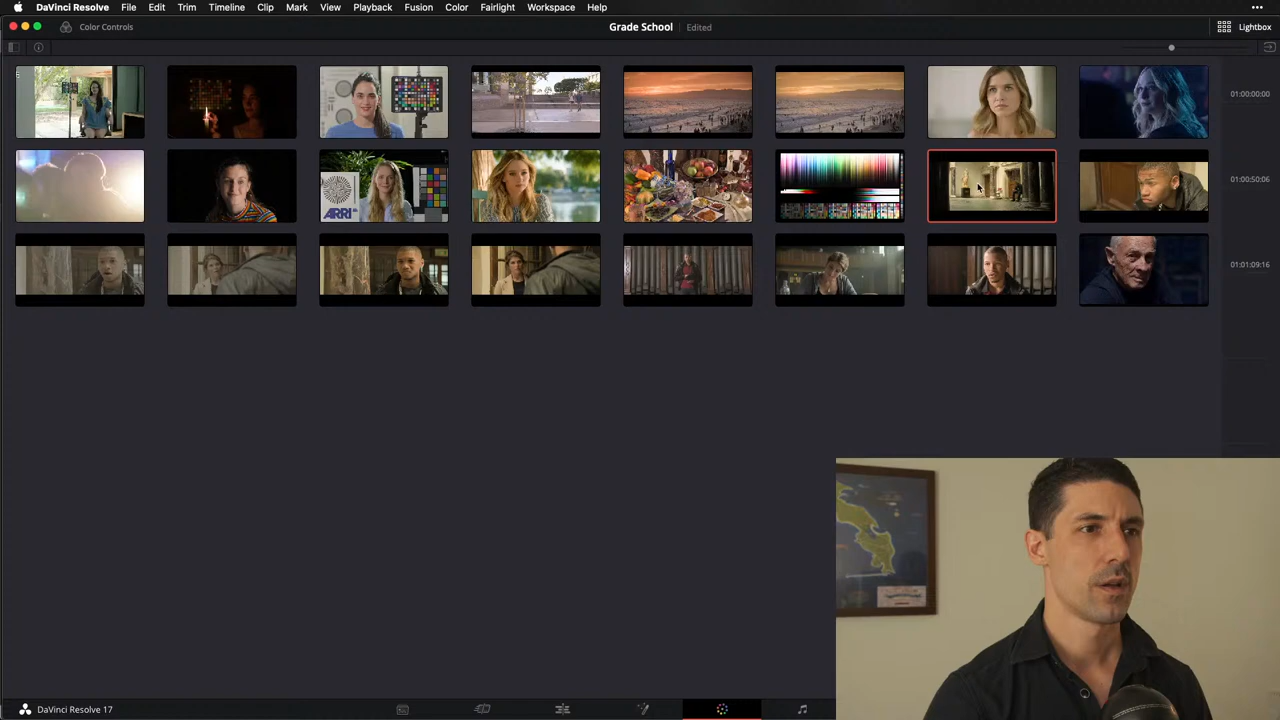 DaVinci Resolve File Edit Trim Timeline Clip Mark View Playback Fusion Color Fairlight Workspace Help
Color Controls
Grade School Edited
Lightbox
01:00:00:00
ARRI
01:00:50:06
01:01:09:16
DaVinci Resolve 17